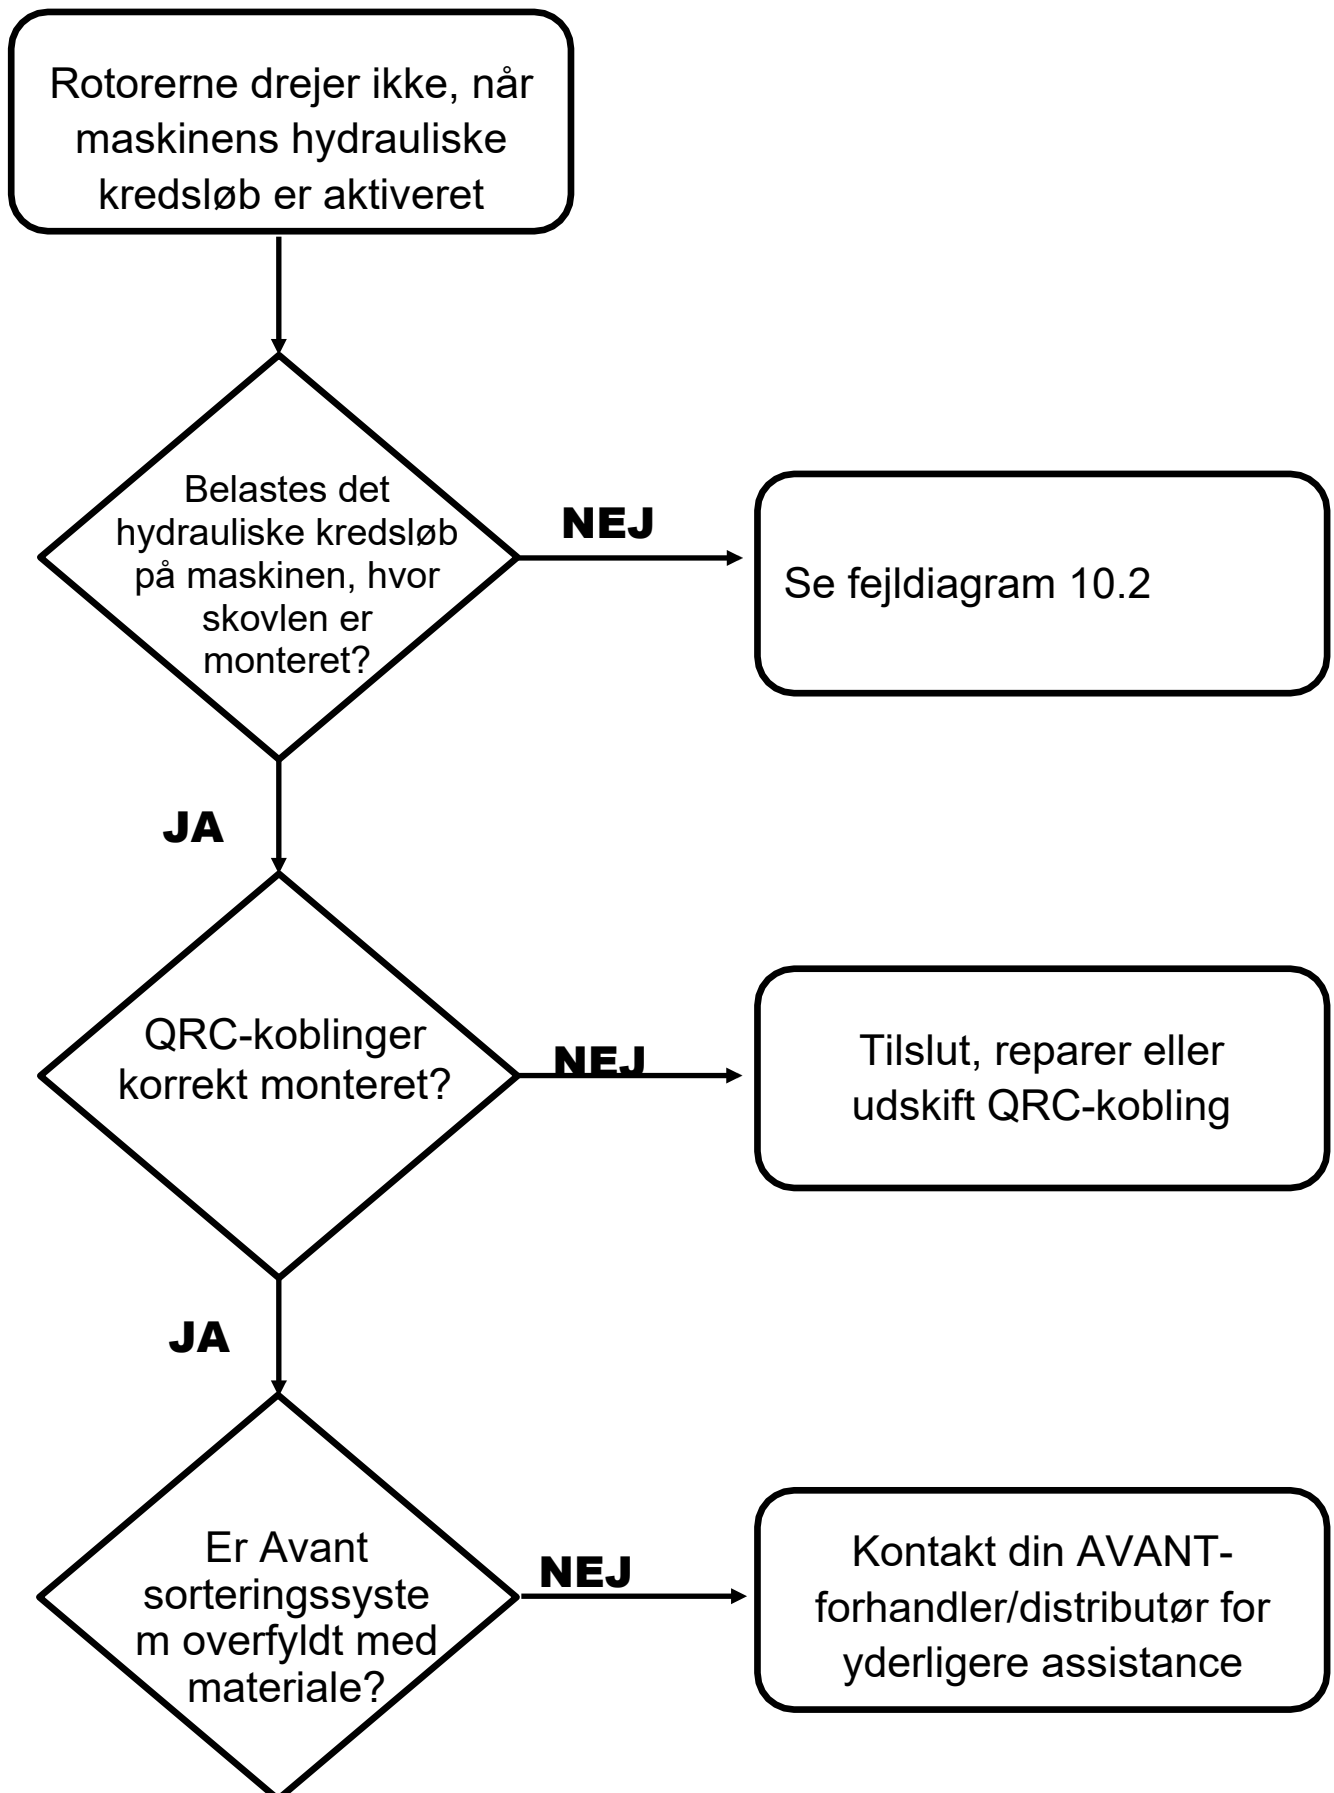 Rotorerne drejer ikke, når
maskinens hydrauliske
kredsløb er aktiveret
Belastes det
hydrauliske kredsløb
på maskinen, hvor
skovlen er
monteret?
NEJ
Se fejldiagram 10.2
JA
QRC-koblinger
korrekt monteret?
NEJ
Tilslut, reparer eller
udskift QRC-kobling
JA
Er Avant
sorteringssyste
m overfyldt med
materiale?
NEJ
Kontakt din AVANT-
forhandler/distributør for
yderligere assistance